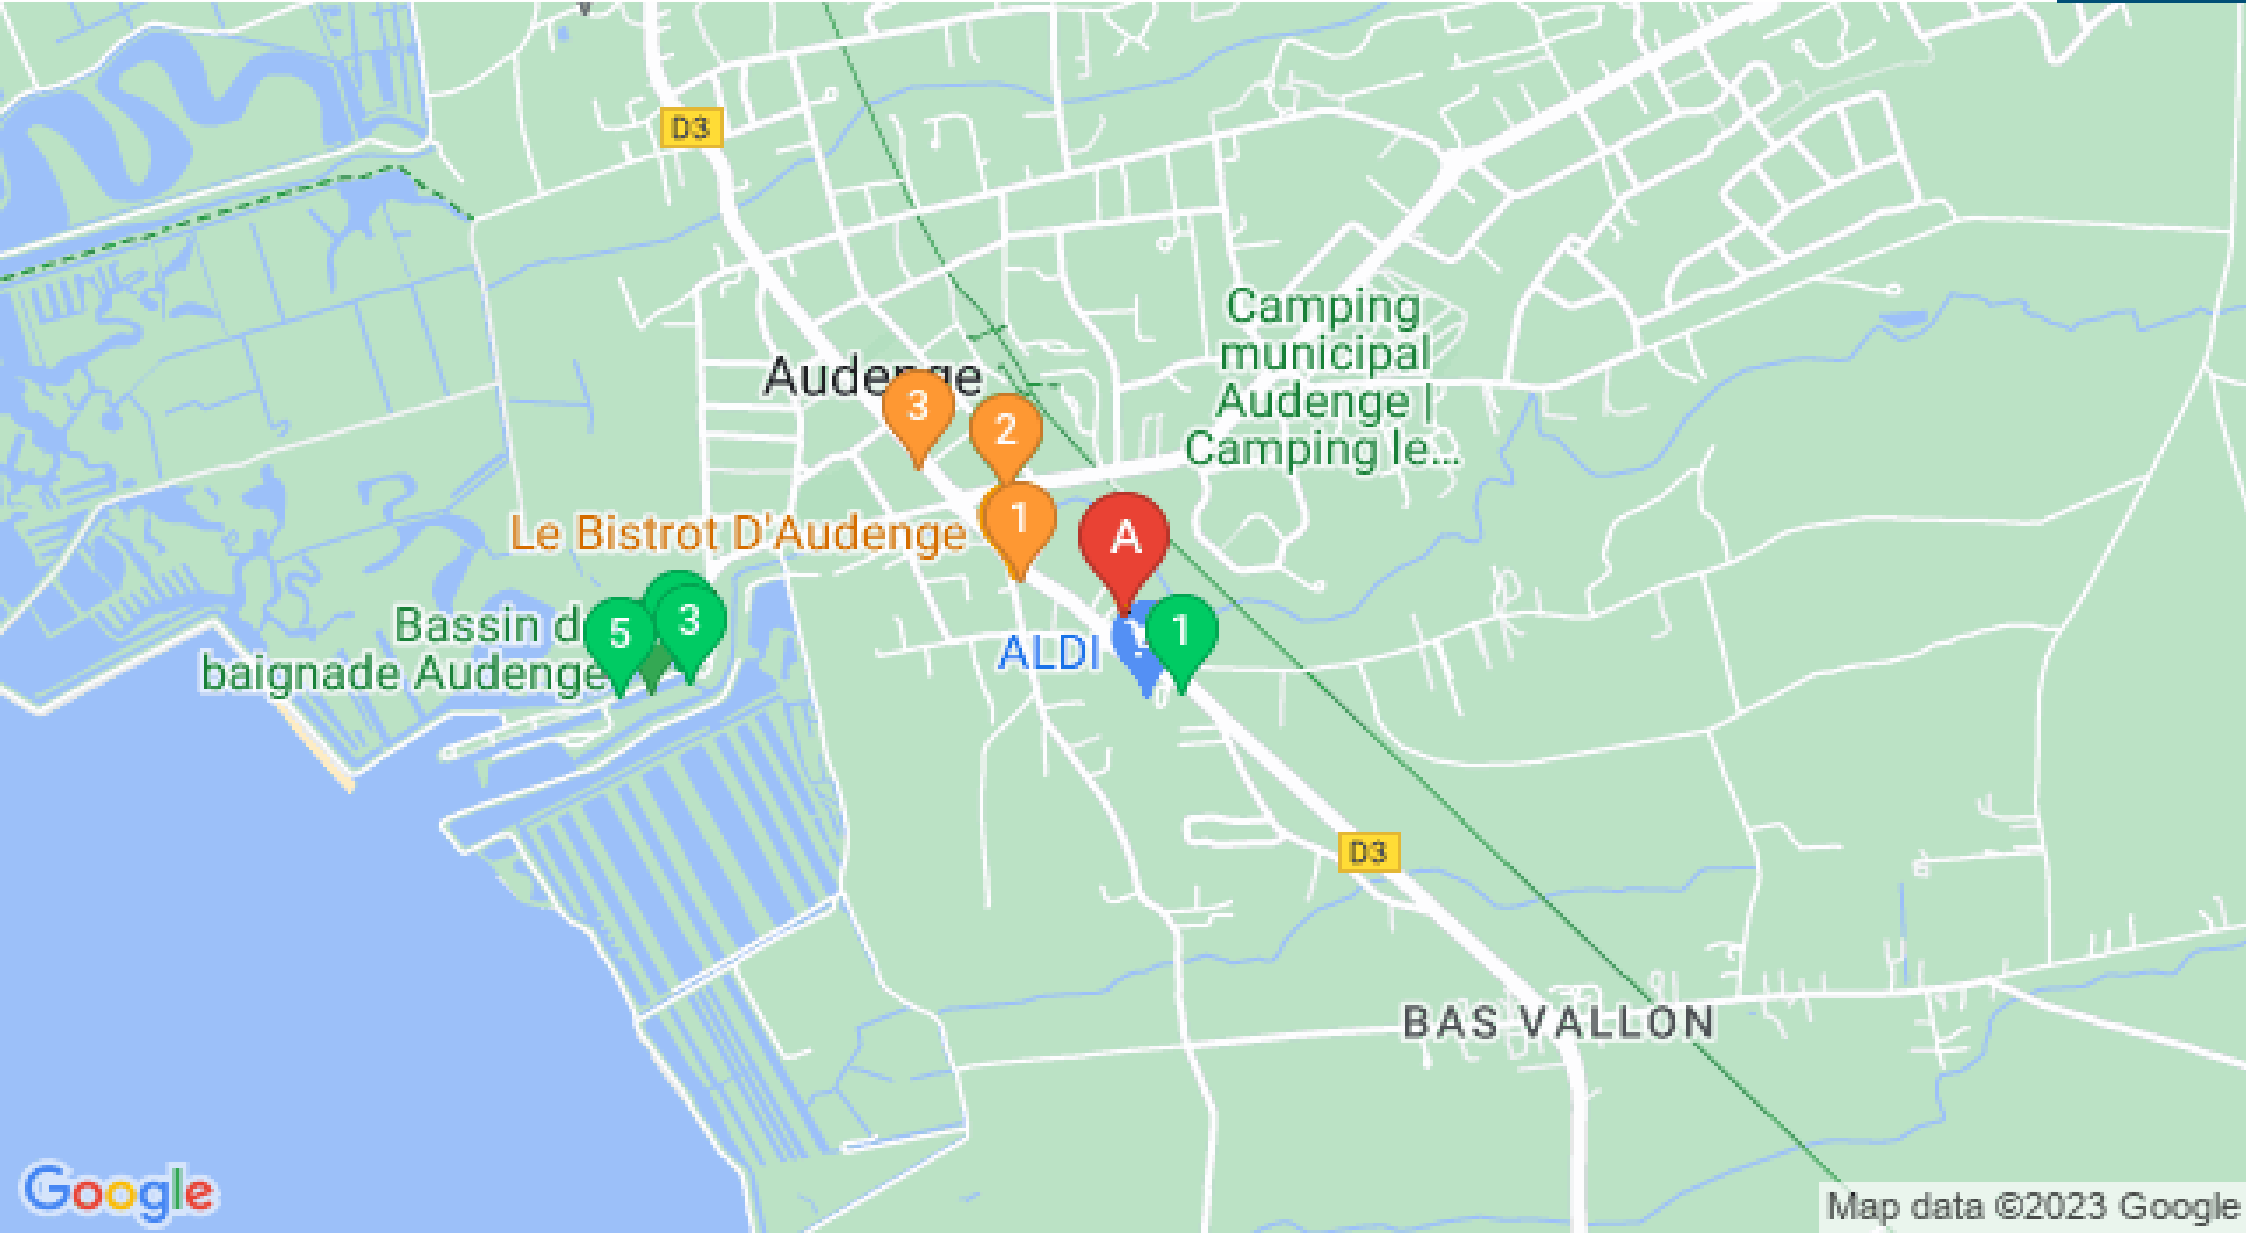 D3
Camping
municipal
Audenge |
Camping le...
Audenge
3
2
1
Le Bistrot D'Audenge
A
Bassin d
baignade Audenge
5
3
ALDI
1
D3
BAS VALLON
Google
Map data ©2023 Google